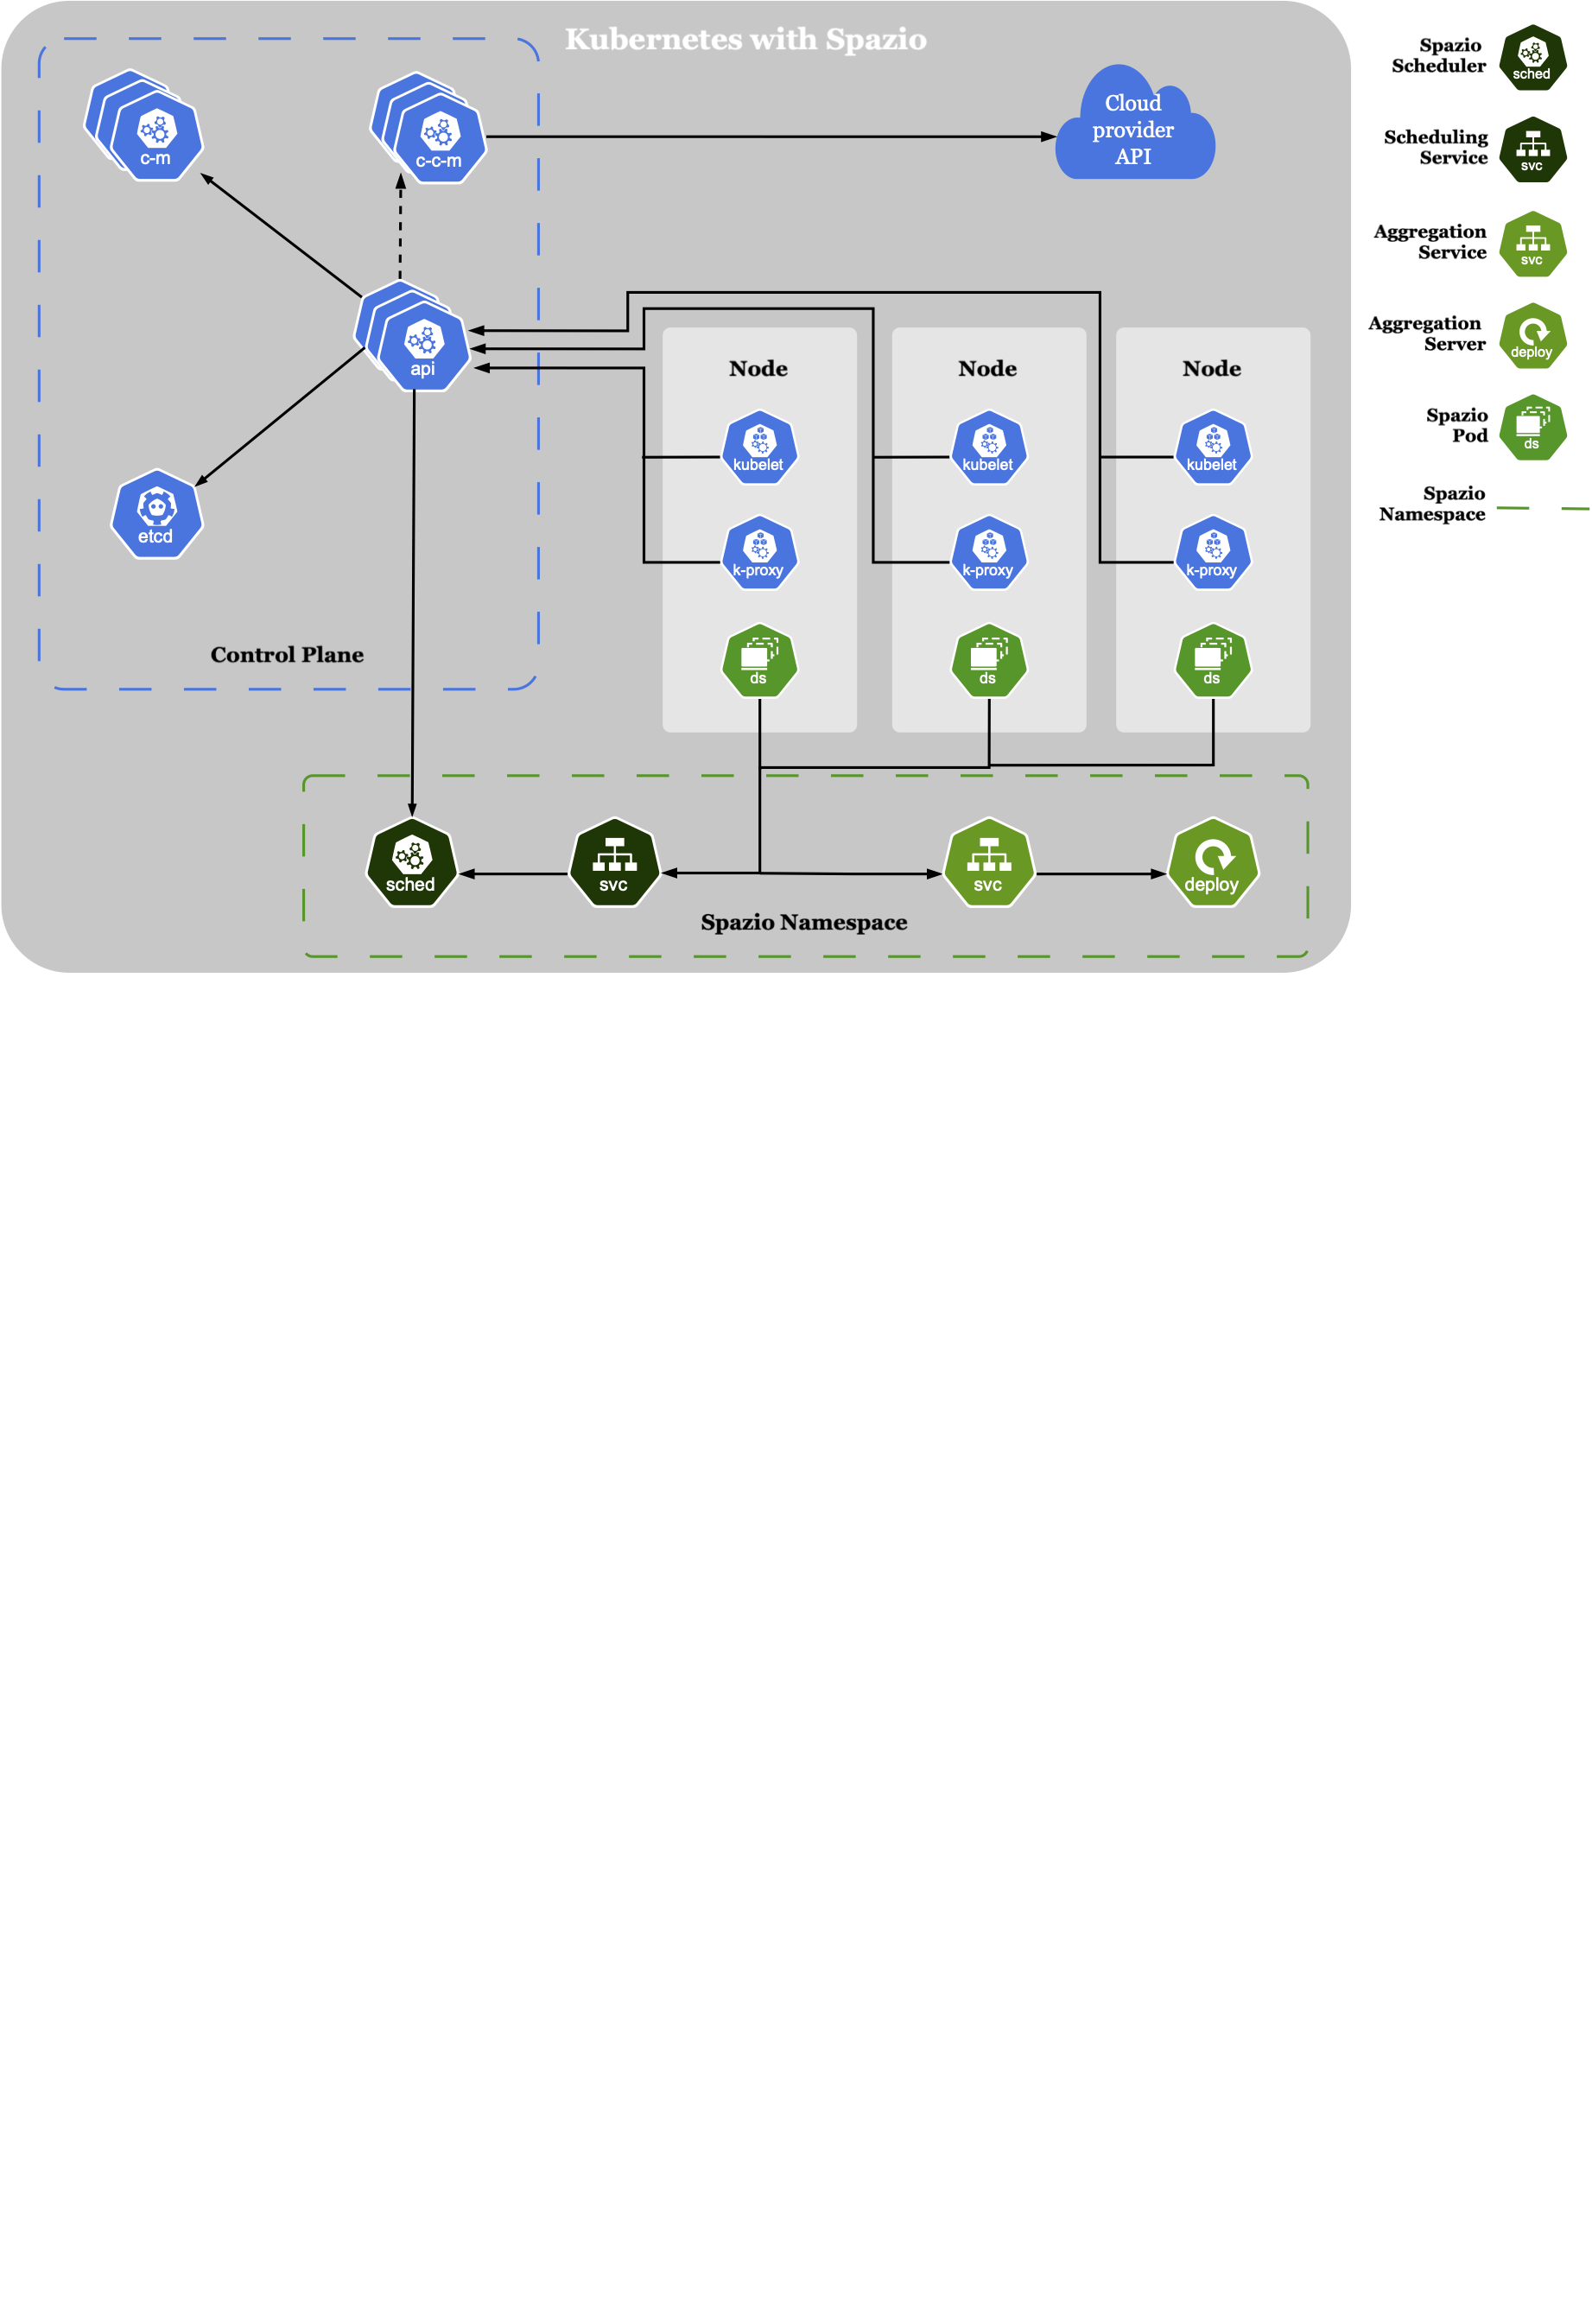 Kubernetes with Spazio
c-m
c-c-m
Cloud
provider
API
api
etcd
Control Plane
Node
kubelet
k-proxy
ds
Node
kubelet
k-proxy
ds
Node
kubelet
k-proxy
ds
sched
svc
svc
deploy
Spazio Namespace
Spazio
Scheduler
sched
Scheduling
Service
svc
Aggregation
Service
svc
Aggregation
Server
deploy
Spazio
Pod
ds
Spazio
Namespace